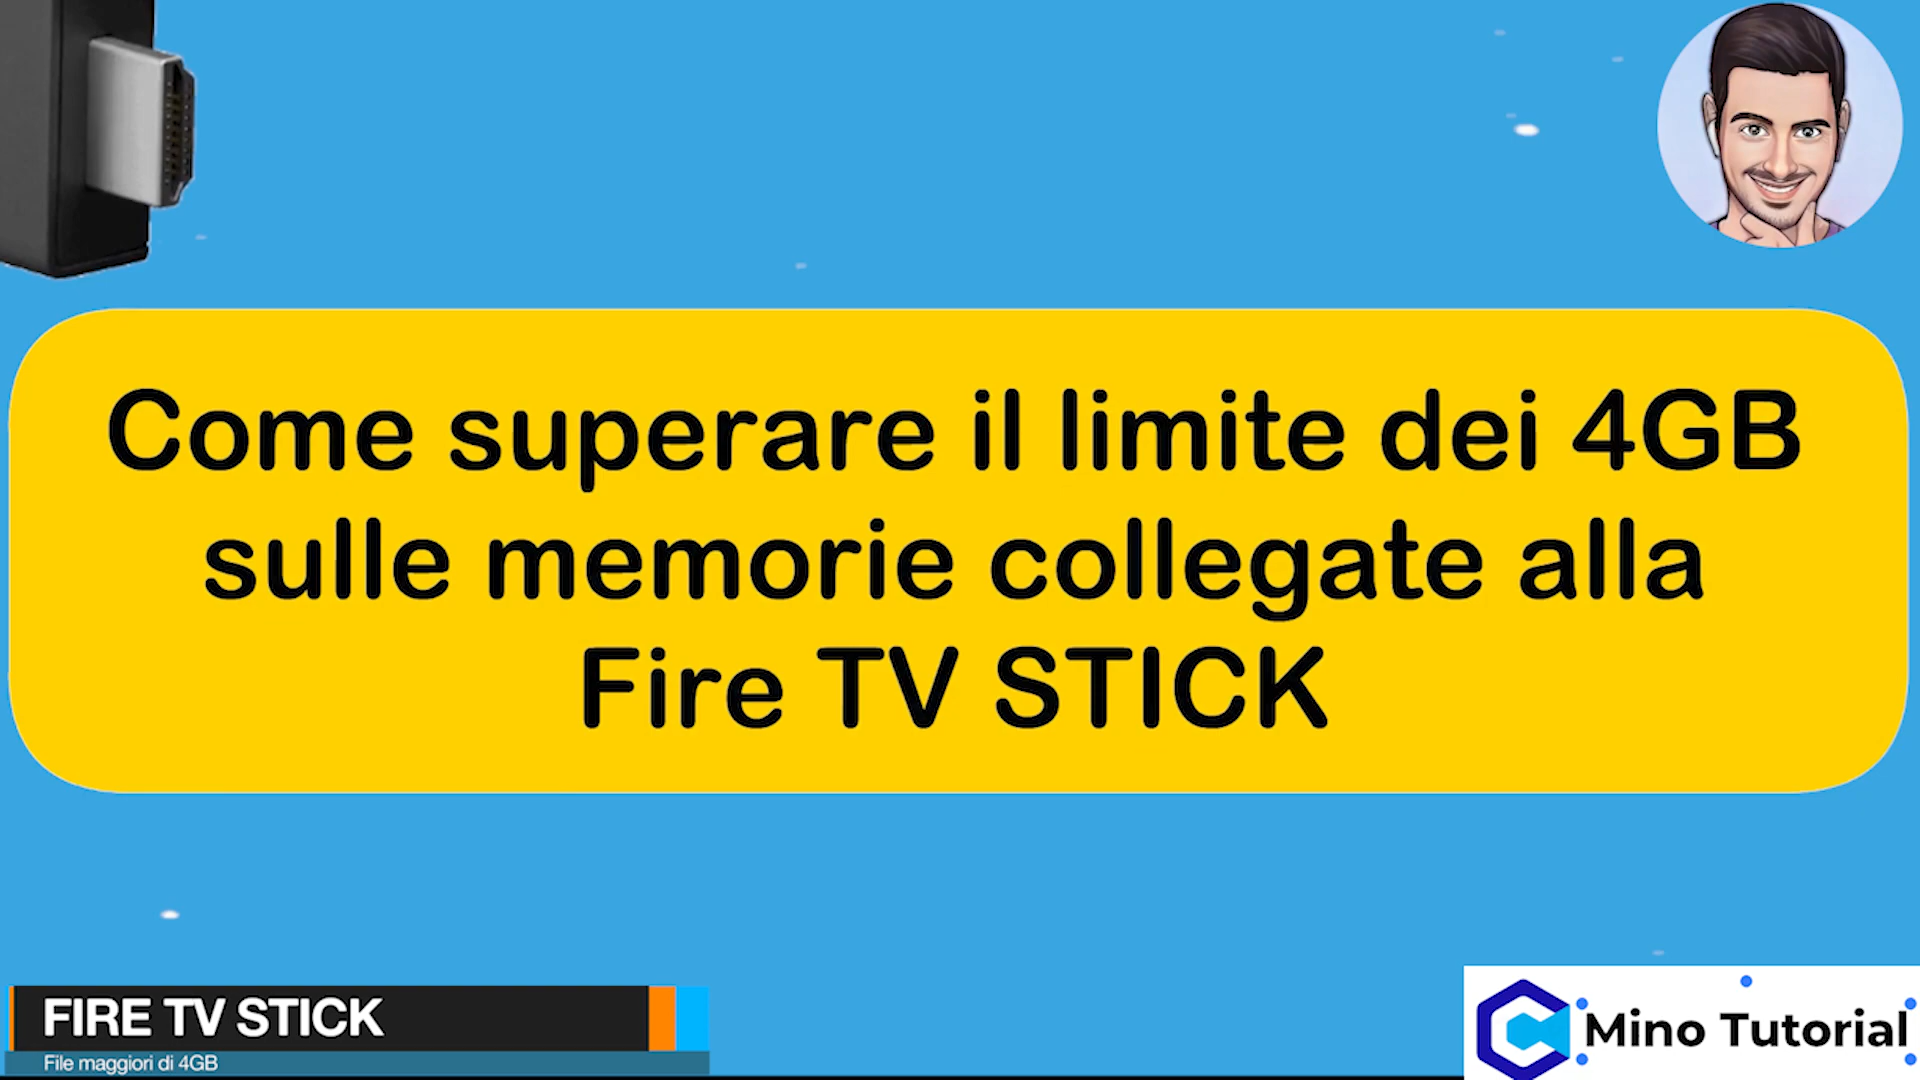 Come superare il limite dei 4GB
sulle memorie collegate alla
Fire TV STICK
FIRE TV STICK
File maggiori di 4GB
Mino Tutorial